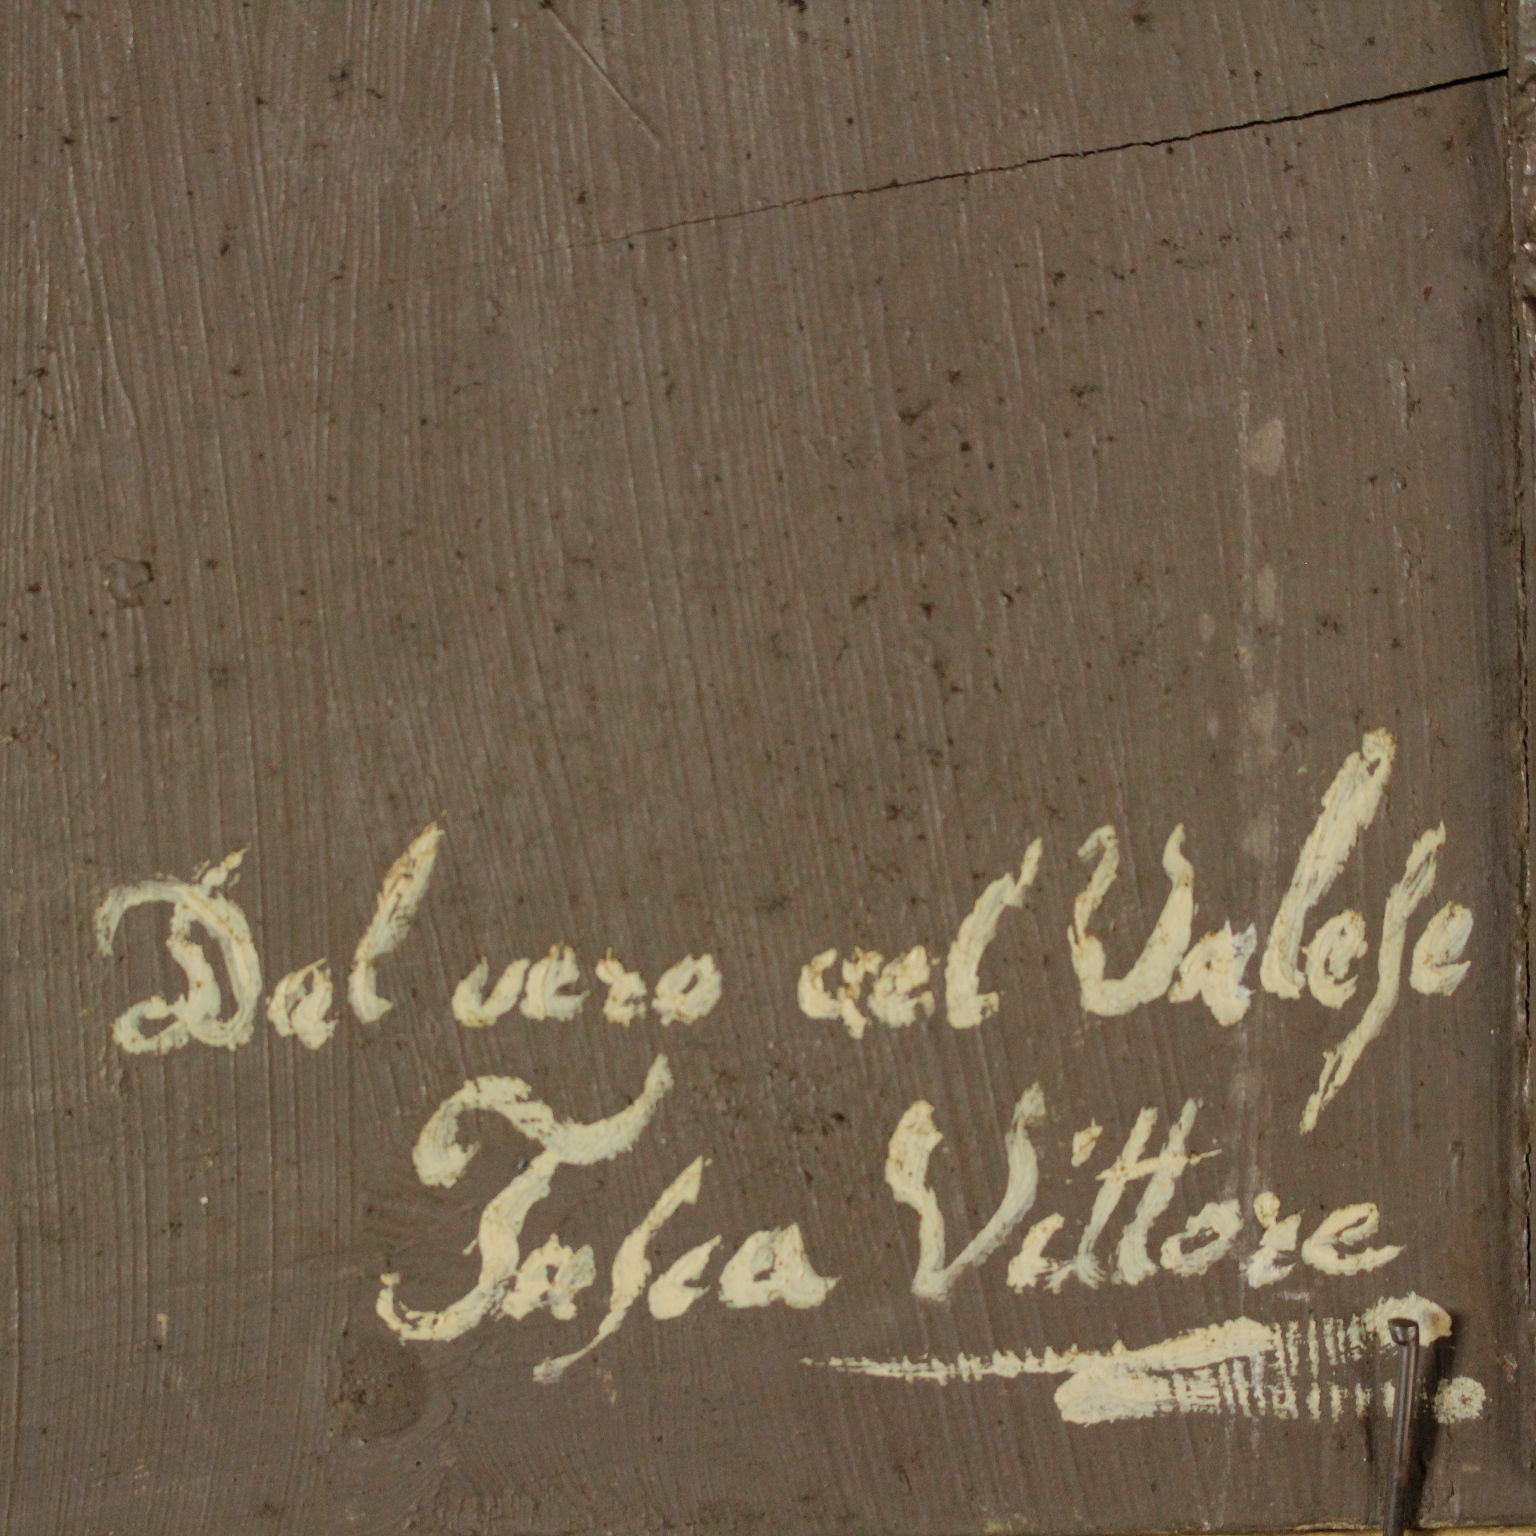 Dal vero nel Valese
Tasca Vittore